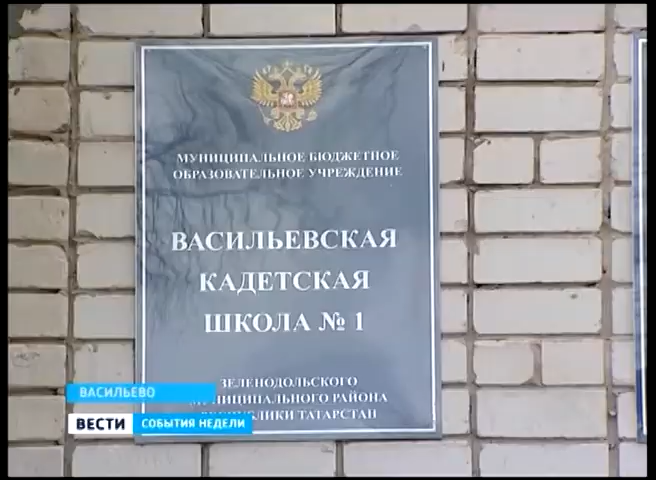 МУНИЦИПАЛЬНОЕ БЮДЖЕТНОЕ
ОБРАЗОВАТЕЛЬНОЕ УЧРЕЖДЕНИЕ
ВАСИЛЬЕВСКАЯ
КАДЕТСКАЯ
ШКОЛА № 1
ЗЕЛЕНОДОЛЬСКОГО
МУНИЦИПАЛЬНОГО РАЙОНА
РЕСПУБЛИКИ ТАТАРСТАН
ВАСИЛЬЕВО
ВЕСТИ СОБЫТИЯ НЕДЕЛИ